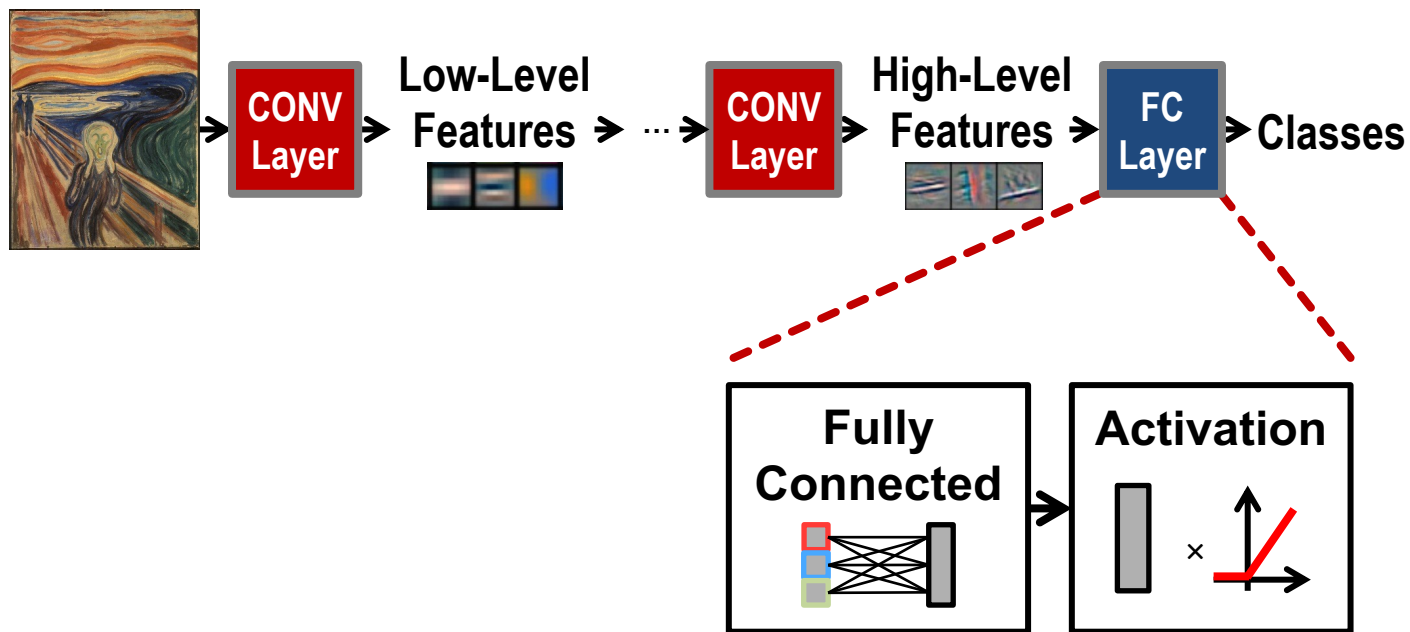 CONV
Layer
Low-Level
Features
...
CONV
Layer
High-Level
Features
FC
Layer
Classes
Fully
Connected
Activation
×